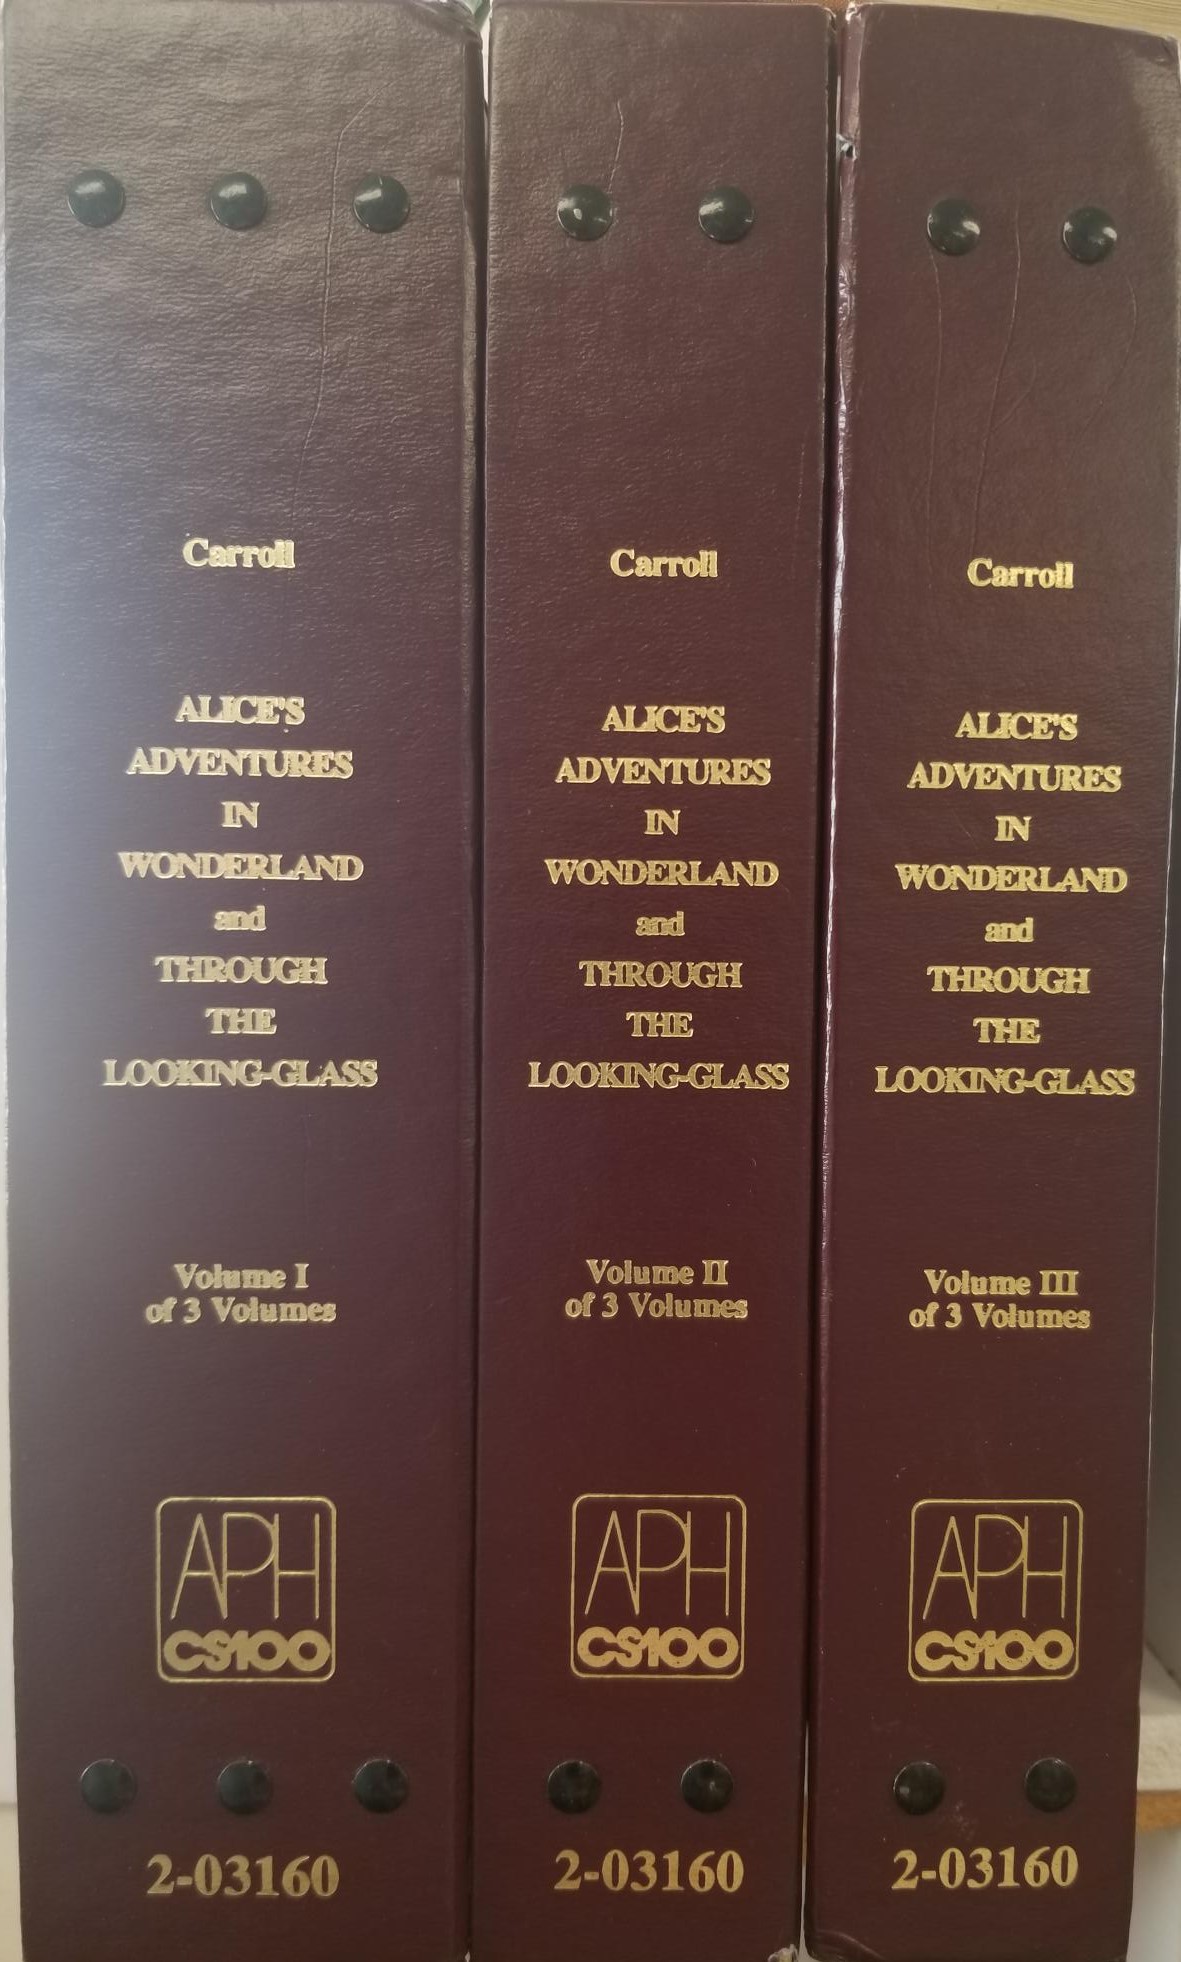 Carroll
ALICE'S
ADVENTURES
IN
WONDERLAND
and
THROUGH
THE
LOOKING-GLASS
Volume I
of 3 Volumes
APH
CS100
2-03160
Carroll
ALICE'S
ADVENTURES
IN
WONDERLAND
and
THROUGH
THE
LOOKING-GLASS
Volume II
of 3 Volumes
APH
CS100
2-03160
Carroll
ALICE'S
ADVENTURES
IN
WONDERLAND
and
THROUGH
THE
LOOKING-GLASS
Volume III
of 3 Volumes
APH
CS100
2-03160